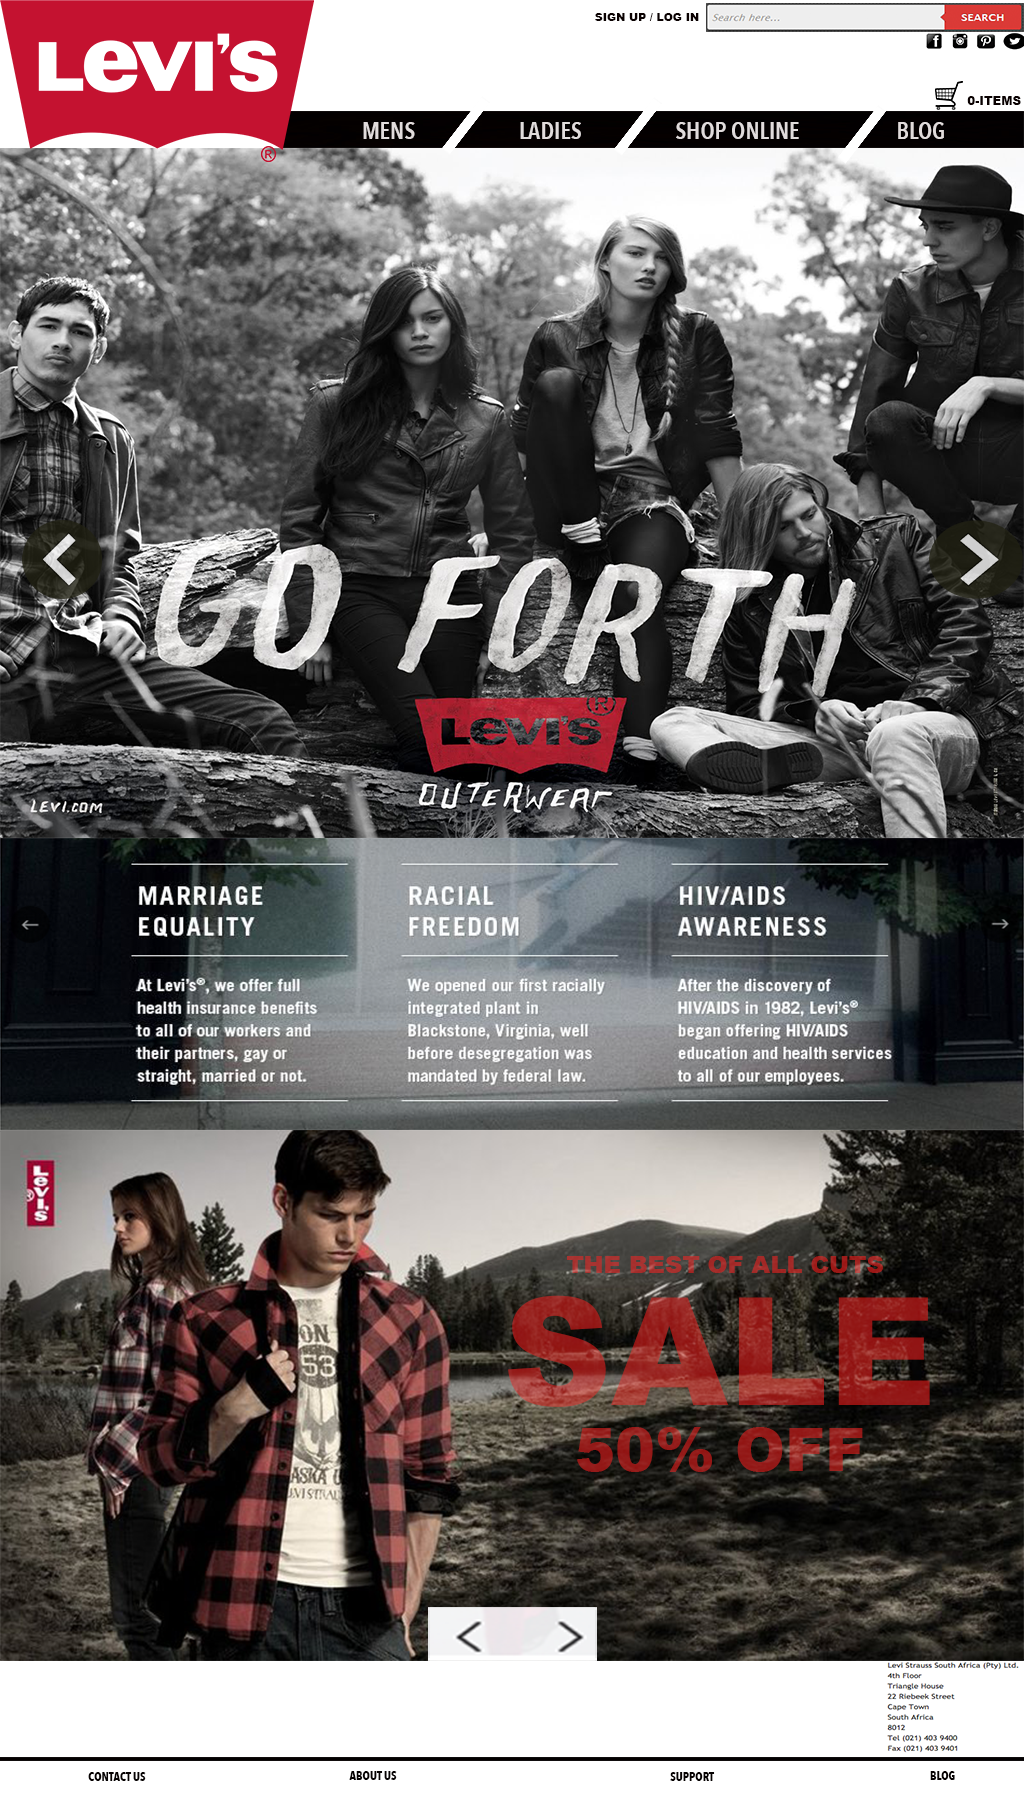 LEVI'S
®
SIGN UP / LOG IN
Search here...
SEARCH
0-ITEMS
MENS
LADIES
SHOP ONLINE
BLOG
GO FORTH
LEVI'S
®
OUTERWEAR
LEVI.COM
MARRIAGE
EQUALITY
At Levi's®, we offer full
health insurance benefits
to all of our workers and
their partners, gay or
straight, married or not.
RACIAL
FREEDOM
We opened our first racially
integrated plant in
Blackstone, Virginia, well
before desegregation was
mandated by federal law.
HIV/AIDS
AWARENESS
After the discovery of
HIV/AIDS in 1982, Levi's®
began offering HIV/AIDS
education and health services
to all of our employees.
LEVI'S
®
THE BEST OF ALL CUTS
SALE
50% OFF
ON
53
ASKA
Levi Strauss South Africa (Pty) Ltd.
4th Floor
Triangle House
22 Riebeek Street
Cape Town
South Africa
8012
Tel (021) 403 9400
Fax (021) 403 9401
CONTACT US
ABOUT US
SUPPORT
BLOG